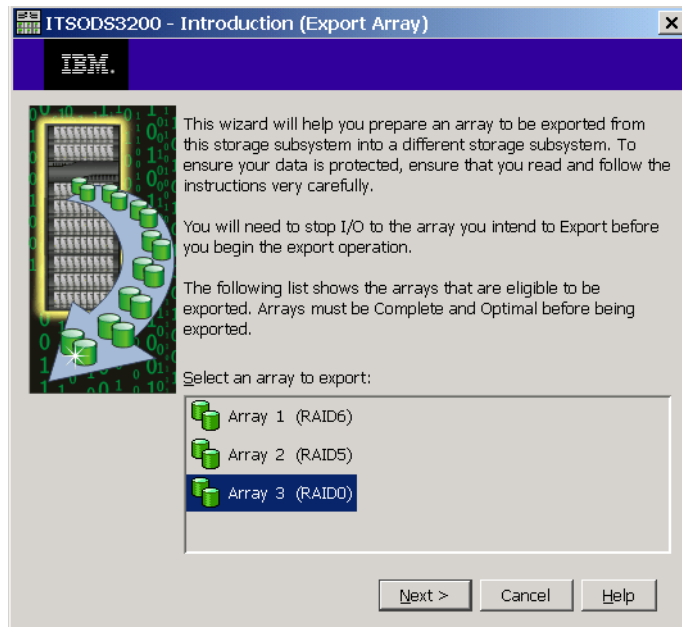 ITSODS3200 - Introduction (Export Array)
IBM.
This wizard will help you prepare an array to be exported from
this storage subsystem into a different storage subsystem. To
ensure your data is protected, ensure that you read and follow the
instructions very carefully.
You will need to stop I/O to the array you intend to Export before
you begin the export operation.
The following list shows the arrays that are eligible to be
exported. Arrays must be Complete and Optimal before being
exported.
Select an array to export:
Array 1 (RAID6)
Array 2 (RAID5)
Array 3 (RAID0)
Next > Cancel Help